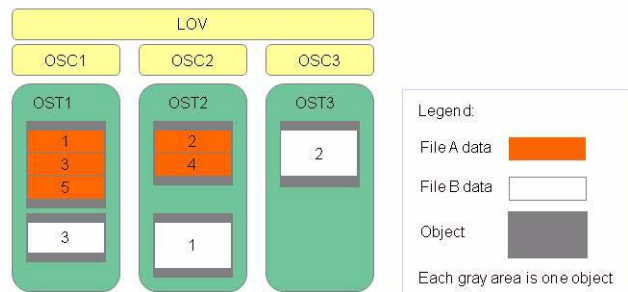 LOV
OSC1 OSC2 OSC3
OST1 OST2 OST3
1 2 2
3 4
5
3 1
Legend:
File A data
File B data
Object
Each gray area is one object